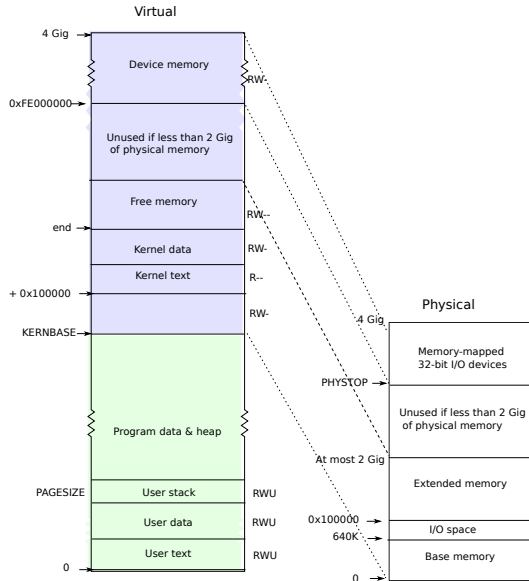 Virtual
4 Gig
Device memory
RW-
0xFE000000
Unused if less than 2 Gig
of physical memory
Free memory
RW--
end
Kernel data
RW-
Kernel text
R--
+ 0x100000
RW-
KERNBASE
Program data & heap
PAGESIZE
User stack
RWU
User data
RWU
User text
RWU
0
Physical
4 Gig
Memory-mapped
32-bit I/O devices
PHYSTOP
Unused if less than 2 Gig
of physical memory
At most 2 Gig
Extended memory
0x100000
I/O space
640K
Base memory
0